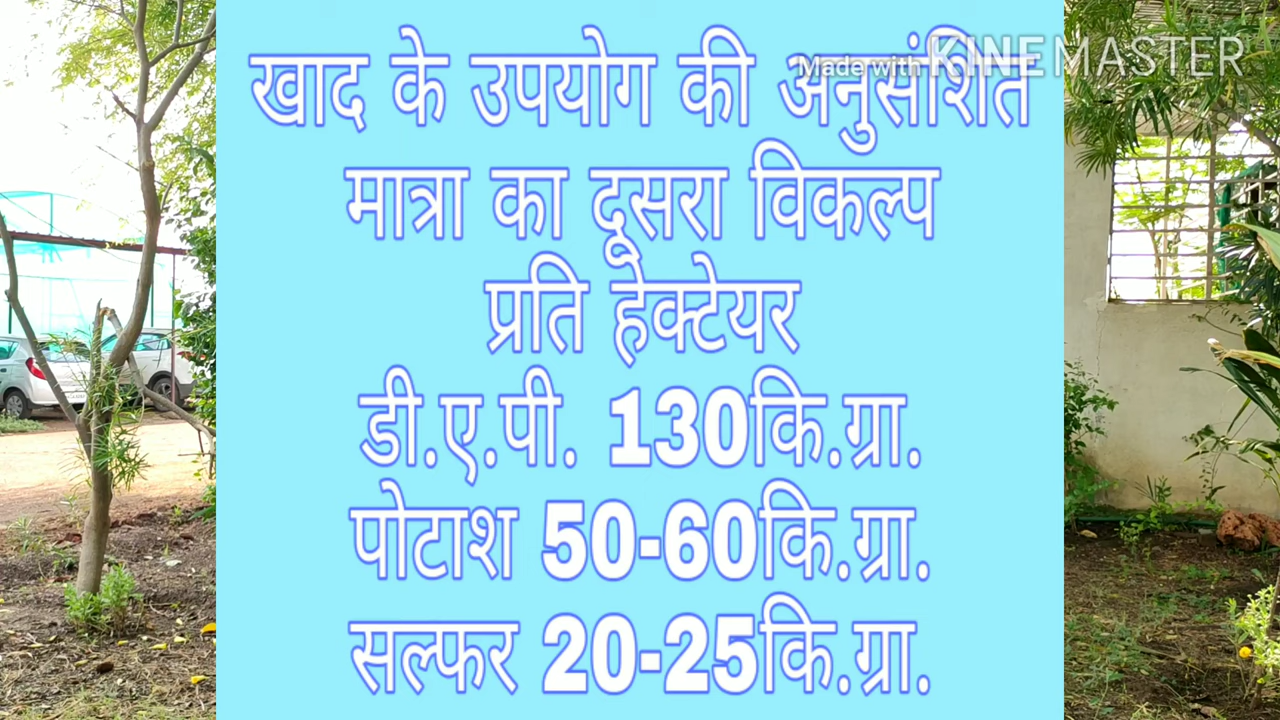 खाद के उपयोग की अनुसंशित
Made with KINEMASTER
मात्रा का दूसरा विकल्प
प्रति हेक्टेयर
डी.ए.पी. 130कि.ग्रा.
पोटाश 50-60कि.ग्रा.
सल्फर 20-25कि.ग्रा.